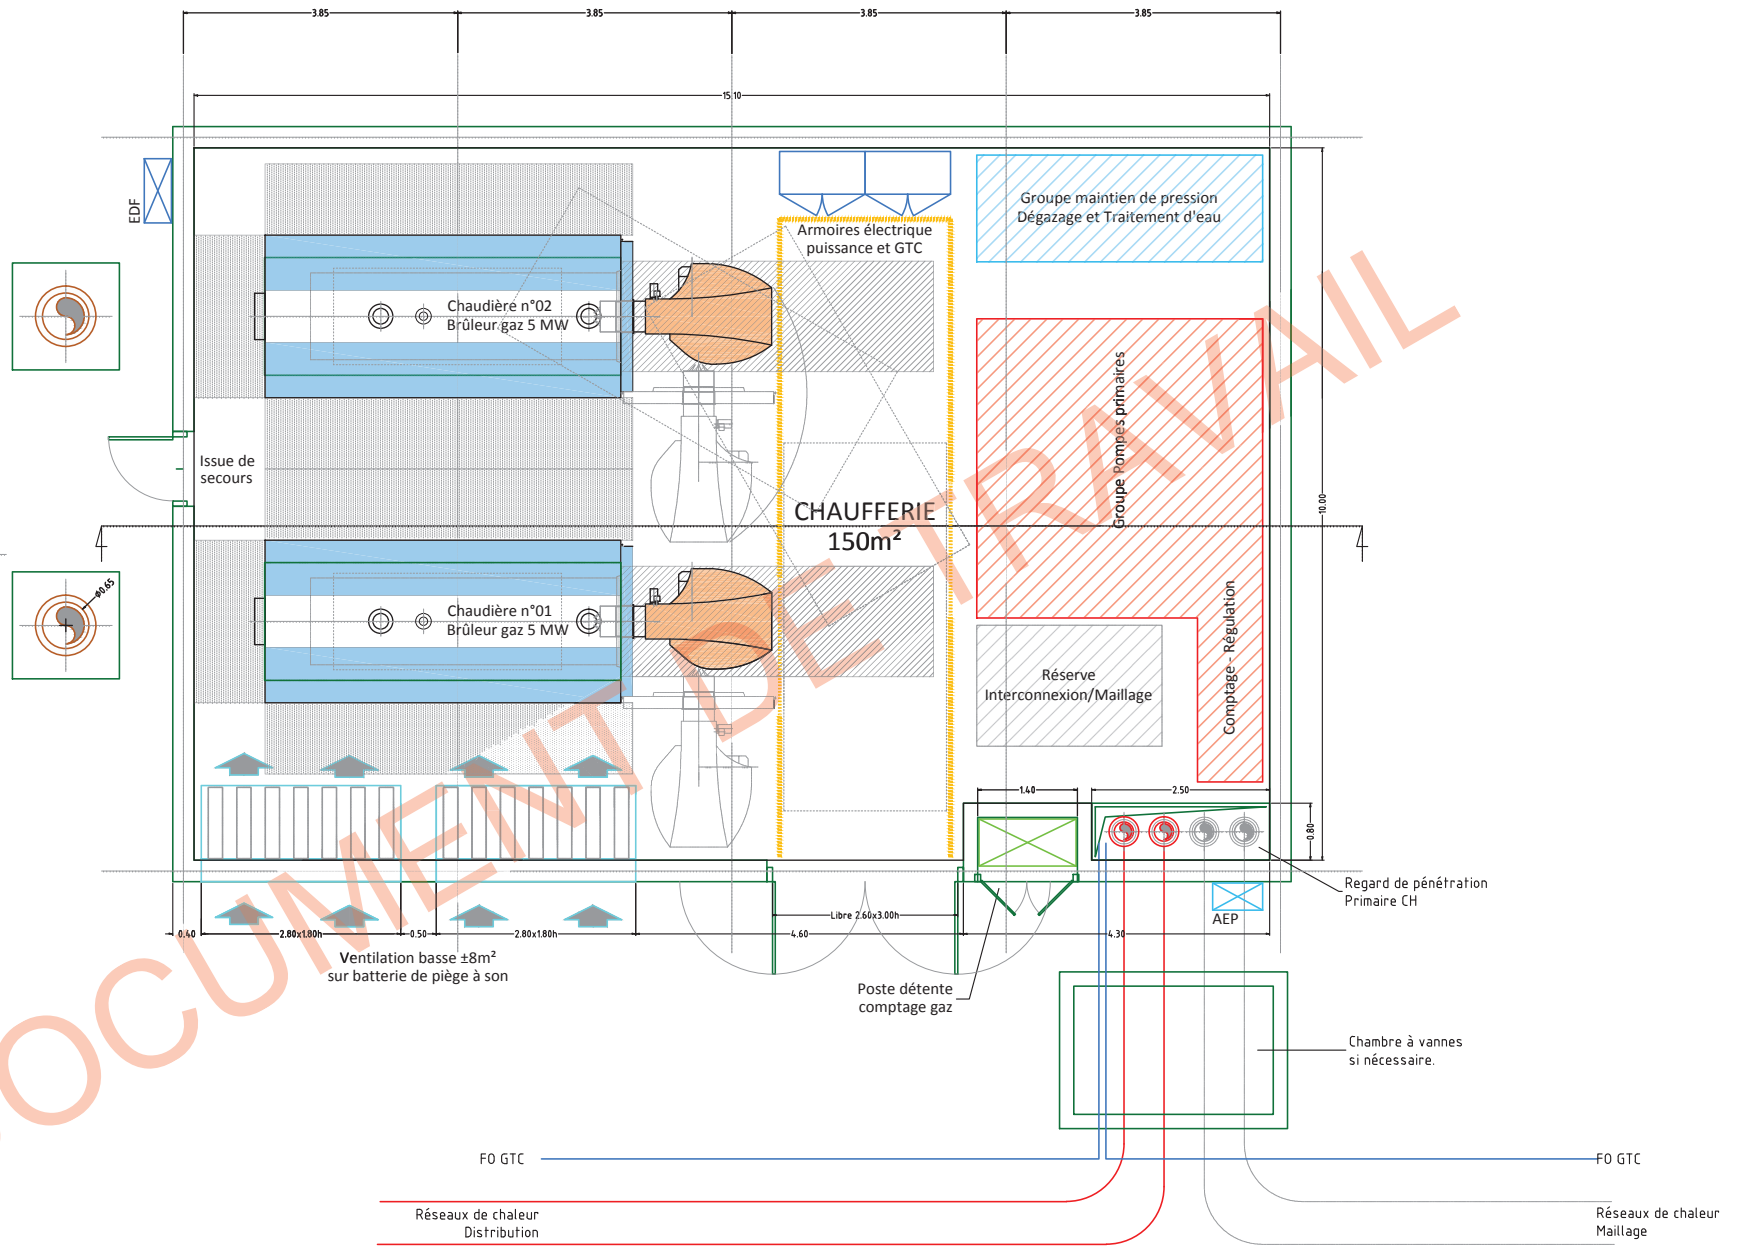 3.85
3.85
3.85
3.85
15.10
EDF
Groupe maintien de pression
Dégazage et Traitement d'eau
Armoires électrique
puissance et GTC
Chaudière n°02
Brûleur gaz 5 MW
Groupe Pompes primaires
Issue de
secours
CHAUFFERIE
150m²
10.00
ø0.65
Chaudière n°01
Brûleur gaz 5 MW
Comptage - Régulation
Réserve
Interconnexion/Maillage
1.40
2.50
0.80
Regard de pénétration
Primaire CH
AEP
Libre 2.60x3.00h
0.40
2.80x1.80h
0.50
2.80x1.80h
4.60
4.30
Ventilation basse ±8m²
sur batterie de piège à son
Poste détente
comptage gaz
Chambre à vannes
si nécessaire.
FO GTC
FO GTC
Réseaux de chaleur
Distribution
Réseaux de chaleur
Maillage
OCUMENT DE TRAVAIL